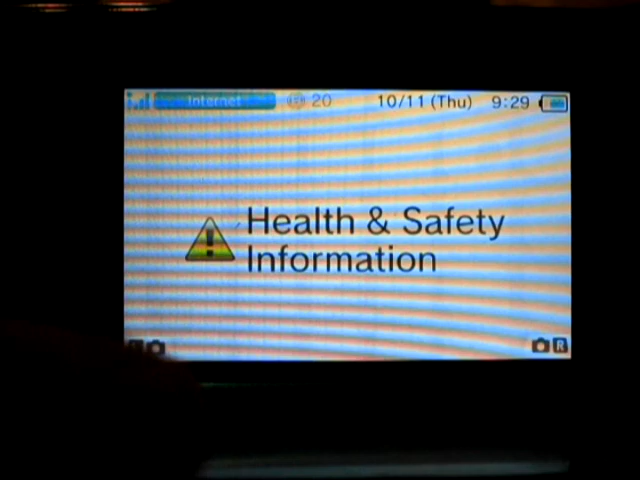 Internet 20 10/11 (Thu) 9:29
Health & Safety
Information
R